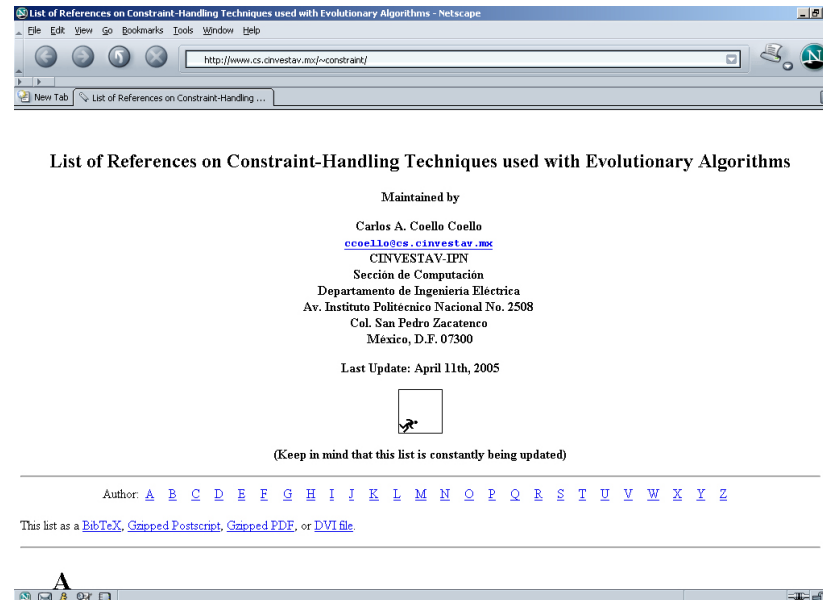 List of References on Constraint-Handling Techniques used with Evolutionary Algorithms - Netscape
File Edit View Go Bookmarks Tools Window Help
http://www.cs.cinvestav.mx/~constraint/
New Tab List of References on Constraint-Handling ...
List of References on Constraint-Handling Techniques used with Evolutionary Algorithms
Maintained by
Carlos A. Coello Coello
ccoello@cs.cinvestav.mx
CINVESTAV-IPN
Sección de Computación
Departamento de Ingeniería Eléctrica
Av. Instituto Politécnico Nacional No. 2508
Col. San Pedro Zacatenco
México, D.F. 07300
Last Update: April 11th, 2005
(Keep in mind that this list is constantly being updated)
Author: A B C D E F G H I J K L M N O P Q R S T U V W X Y Z
This list as a BibTeX, Gzipped Postscript, Gzipped PDF, or DVI file.
A